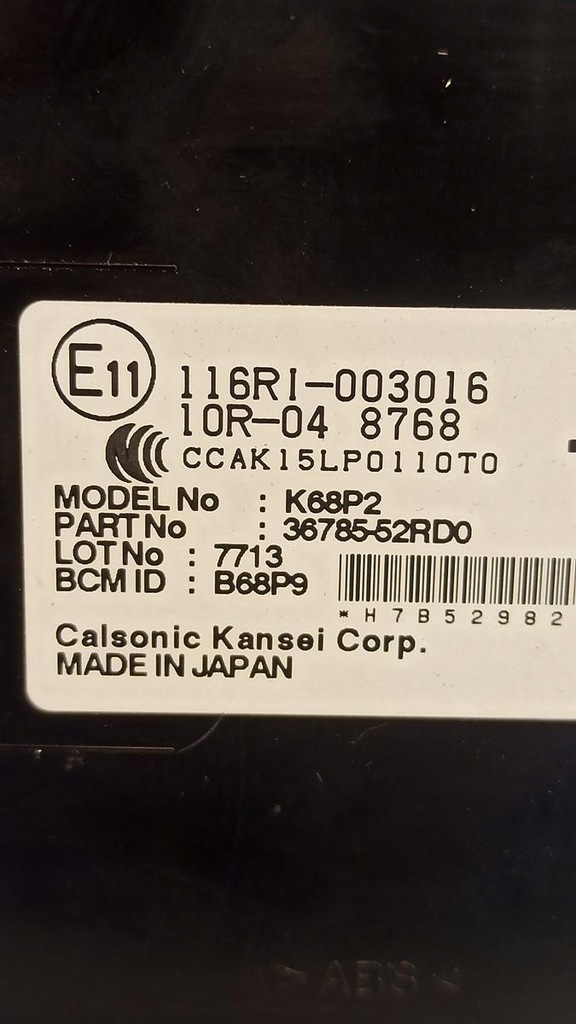 E11
116RI-003016
10R-04 8768
CCAK15LP0110T0
MODEL No : K68P2
PART No : 36785-52RD0
LOT No : 7713
BCM ID : B68P9
*H7B52982
Calsonic Kansei Corp.
MADE IN JAPAN
>ABS<